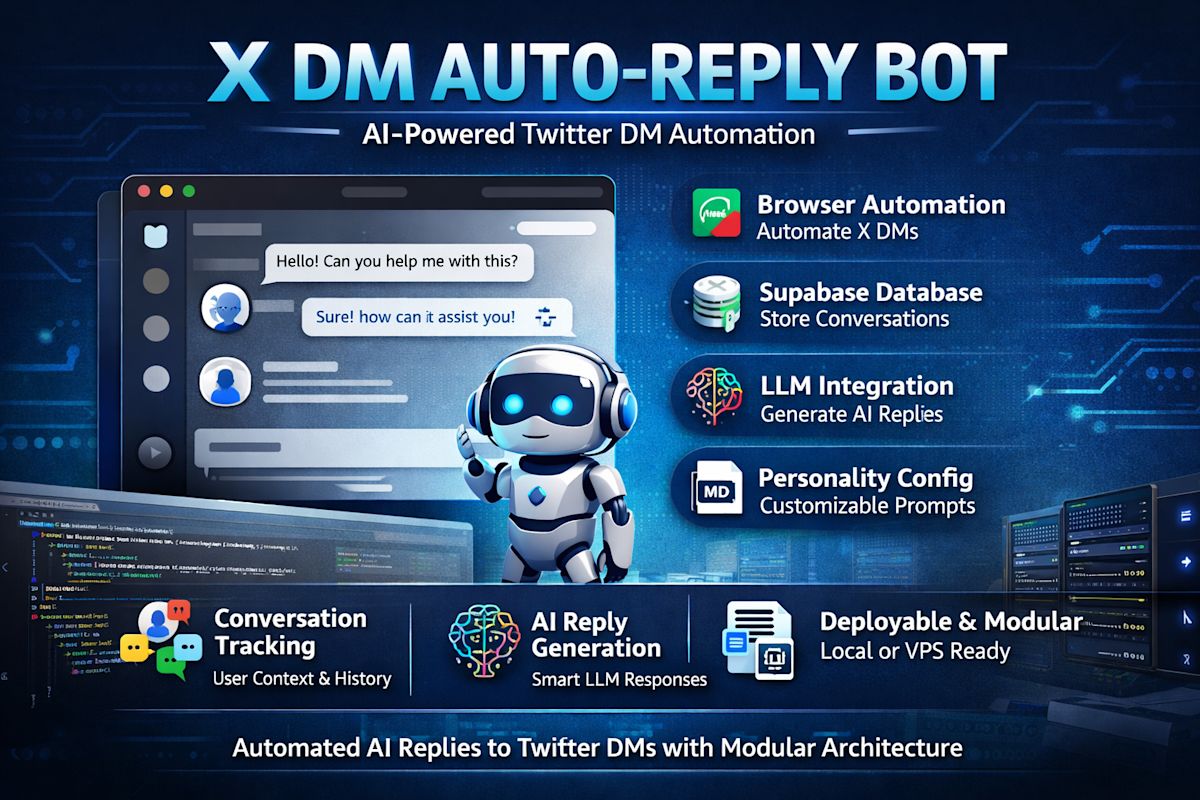 X DM AUTO-REPLY BOT
AI-Powered Twitter DM Automation
Hello! Can you help me with this?
Sure! how can it assist you!
Browser Automation
Automate X DMs
Supabase Database
Store Conversations
LLM Integration
Generate AI Replies
MD
Personality Config
Customizable Prompts
Conversation
Tracking
User Context & History
AI Reply
Generation
Smart LLM Responses
Deployable & Modular
Local or VPS Ready
Automated AI Replies to Twitter DMs with Modular Architecture